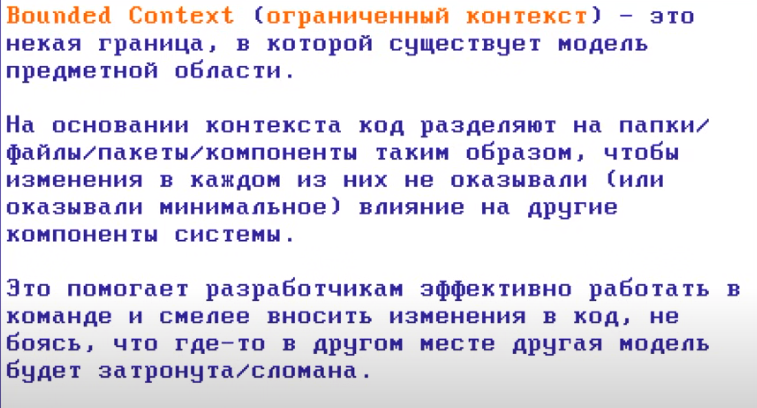 Bounded Context (ограниченный контекст) – это
некая граница, в которой существует модель
предметной области.
На основании контекста код разделяют на папки/
файлы/пакеты/компоненты таким образом, чтобы
изменения в каждом из них не оказывали (или
оказывали минимальное) влияние на другие
компоненты системы.
Это помогает разработчикам эффективно работать в
команде и смелее вносить изменения в код, не
боясь, что где-то в другом месте другая модель
будет затронута/сломана.